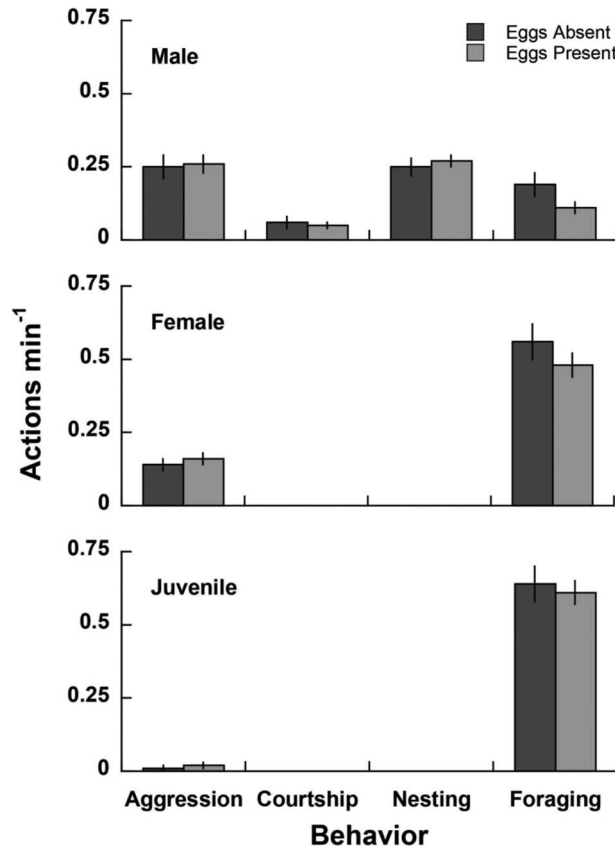 0.75
Eggs Absent
Male
Eggs Present
0.5
0.25
0
0.75
Female
0.5
0.25
0
0.75
Juvenile
0.5
0.25
0
Actions min-1
Aggression Courtship Nesting Foraging
Behavior